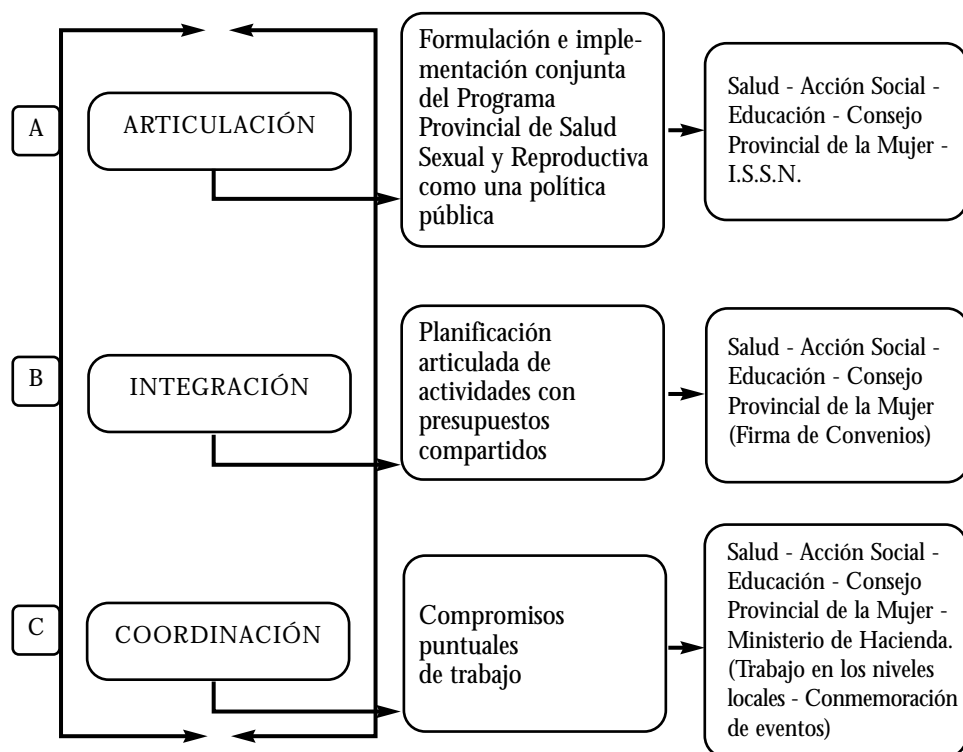 A
ARTICULACIÓN
Formulación e imple-
mentación conjunta
del Programa
Provincial de Salud
Sexual y Reproductiva
como una política
pública
Salud - Acción Social -
Educación - Consejo
Provincial de la Mujer -
I.S.S.N.
B
INTEGRACIÓN
Planificación
articulada de
actividades con
presupuestos
compartidos
Salud - Acción Social -
Educación - Consejo
Provincial de la Mujer
(Firma de Convenios)
C
COORDINACIÓN
Compromisos
puntuales
de trabajo
Salud - Acción Social -
Educación - Consejo
Provincial de la Mujer -
Ministerio de Hacienda.
(Trabajo en los niveles
locales - Conmemoración
de eventos)